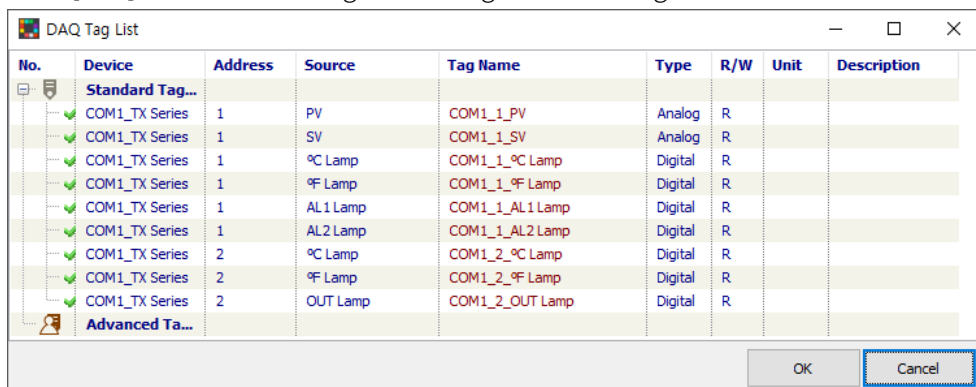 DAQ Tag List
No. Device Address Source Tag Name Type R/W Unit Description
Standard Tag...
COM1_TX Series 1 PV COM1_1_PV Analog R
COM1_TX Series 1 SV COM1_1_SV Analog R
COM1_TX Series 1 ºC Lamp COM1_1_ºC Lamp Digital R
COM1_TX Series 1 ºF Lamp COM1_1_ºF Lamp Digital R
COM1_TX Series 1 AL1 Lamp COM1_1_AL1 Lamp Digital R
COM1_TX Series 1 AL2 Lamp COM1_1_AL2 Lamp Digital R
COM1_TX Series 2 ºC Lamp COM1_2_ºC Lamp Digital R
COM1_TX Series 2 ºF Lamp COM1_2_ºF Lamp Digital R
COM1_TX Series 2 OUT Lamp COM1_2_OUT Lamp Digital R
Advanced Ta...
OK Cancel